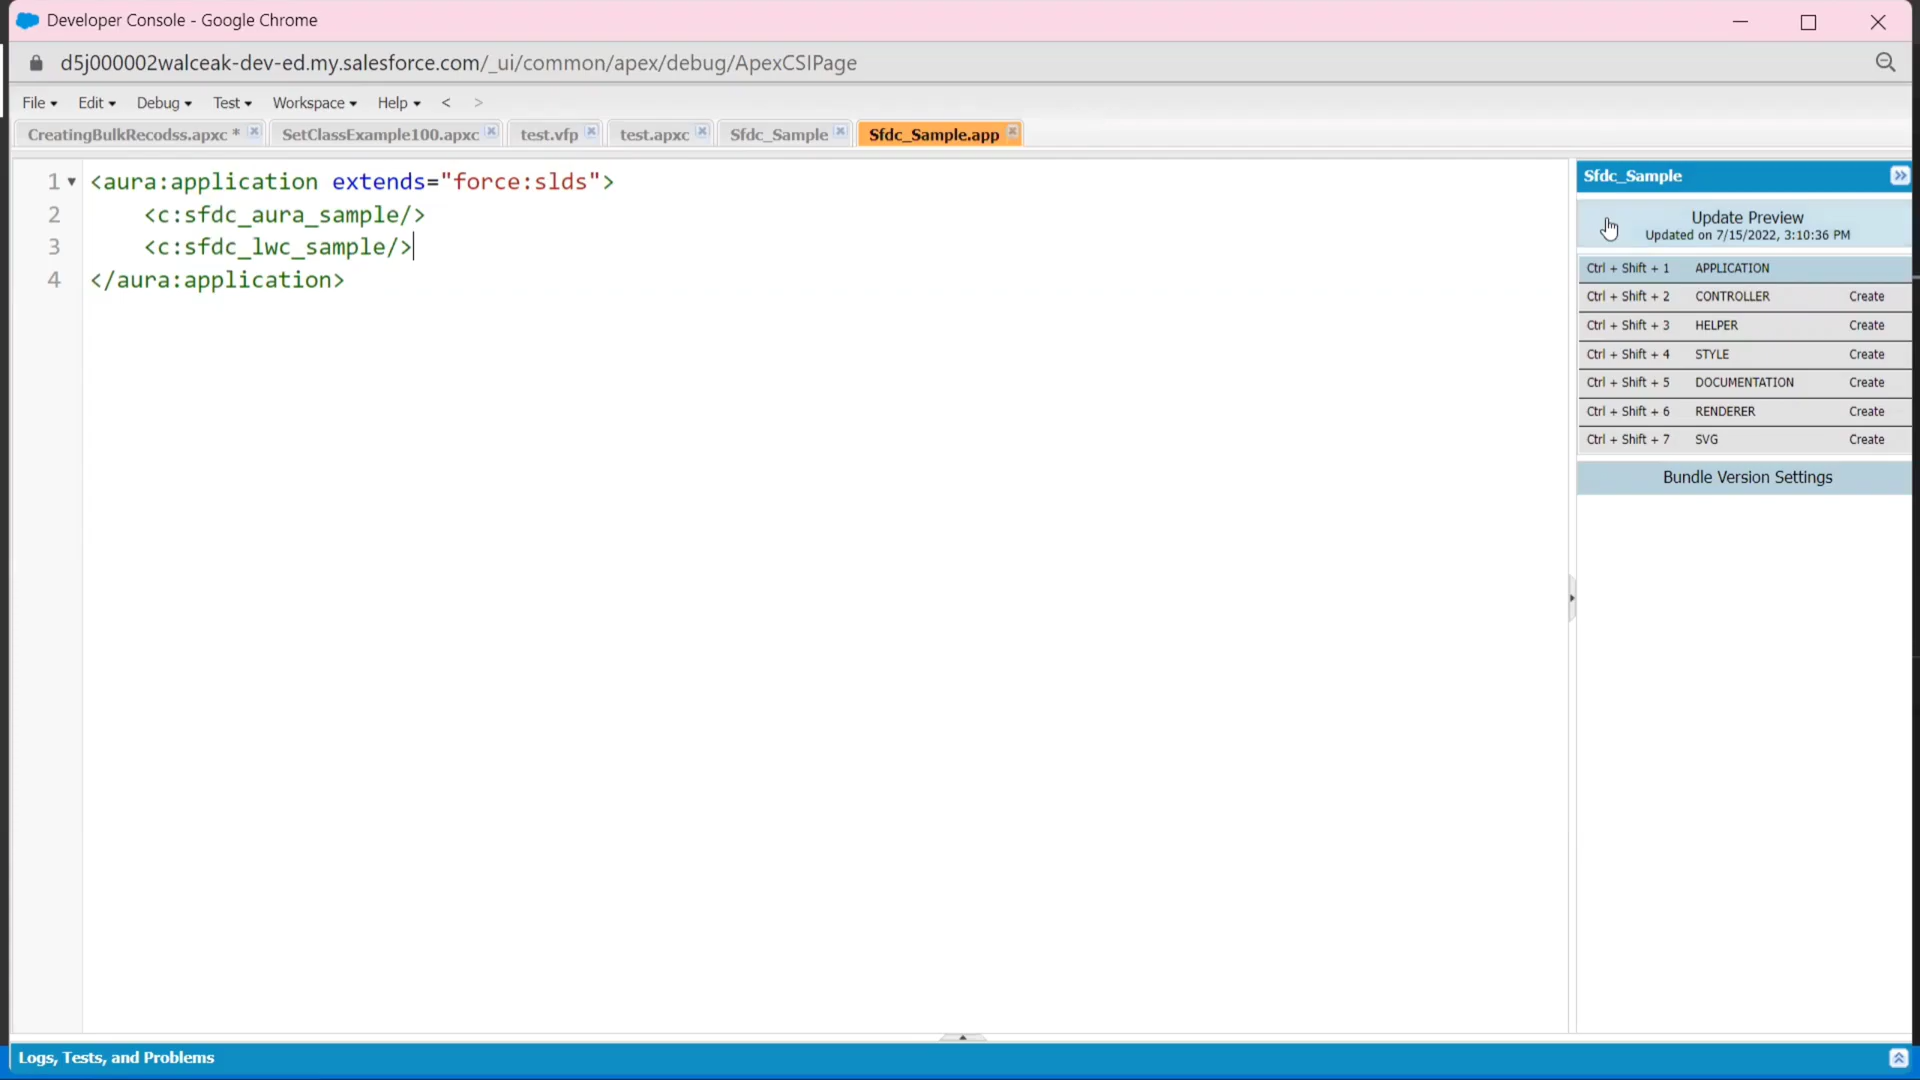 Developer Console - Google Chrome
d5j000002walceak-dev-ed.my.salesforce.com/_ui/common/apex/debug/ApexCSIPage
File Edit Debug Test Workspace Help < >
CreatingBulkRecodss.apxc * SetClassExample100.apxc test.vfp test.apxc Sfdc_Sample Sfdc_Sample.app
1 <aura:application extends="force:slds">
2 <c:sfdc_aura_sample/>
3 <c:sfdc_lwc_sample/>
4 </aura:application>
Sfdc_Sample
Update Preview
Updated on 7/15/2022, 3:10:36 PM
Ctrl + Shift + 1 APPLICATION
Ctrl + Shift + 2 CONTROLLER Create
Ctrl + Shift + 3 HELPER Create
Ctrl + Shift + 4 STYLE Create
Ctrl + Shift + 5 DOCUMENTATION Create
Ctrl + Shift + 6 RENDERER Create
Ctrl + Shift + 7 SVG Create
Bundle Version Settings
Logs, Tests, and Problems